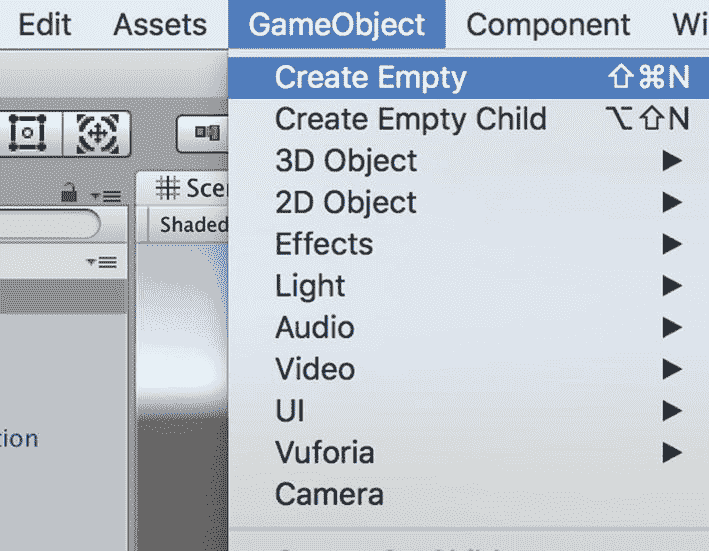 Edit Assets GameObject Component Wi
Create Empty ⇧⌘N
Create Empty Child ⌥⇧N
3D Object ▶
# Scen
2D Object ▶
Shaded
Effects ▶
Light ▶
Audio ▶
Video ▶
UI ▶
tion
Vuforia ▶
Camera